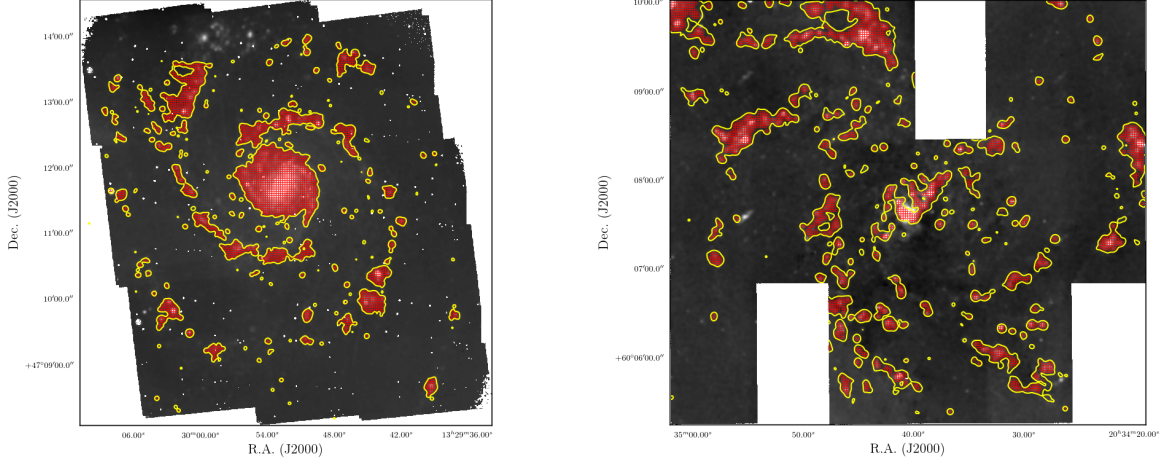 14′00.0″
13′00.0″
12′00.0″
11′00.0″
10′00.0″
+47°09′00.0″
Dec. (J2000)
06.00ˢ 30ᵐ00.00ˢ 54.00ˢ 48.00ˢ 42.00ˢ 13ʰ29ᵐ36.00ˢ
R.A. (J2000)
10′00.0″
09′00.0″
08′00.0″
07′00.0″
+60°06′00.0″
Dec. (J2000)
35ᵐ00.00ˢ 50.00ˢ 40.00ˢ 30.00ˢ 20ʰ34ᵐ20.00ˢ
R.A. (J2000)